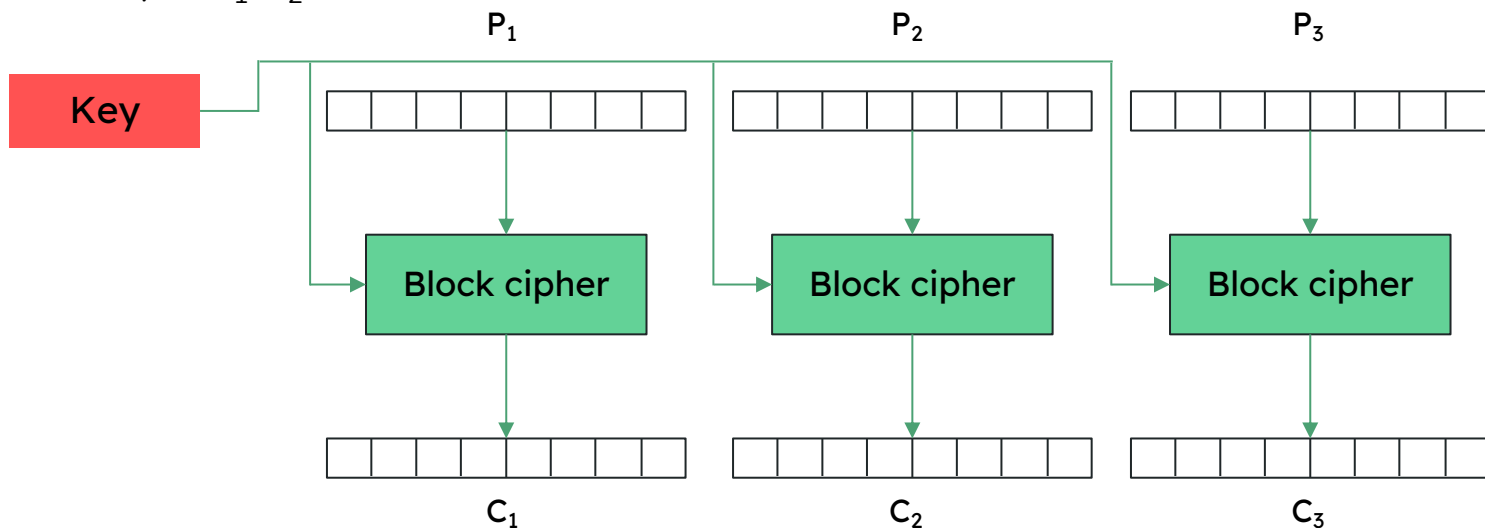 P₁ P₂ P₃
Key
Block cipher Block cipher Block cipher
C₁ C₂ C₃